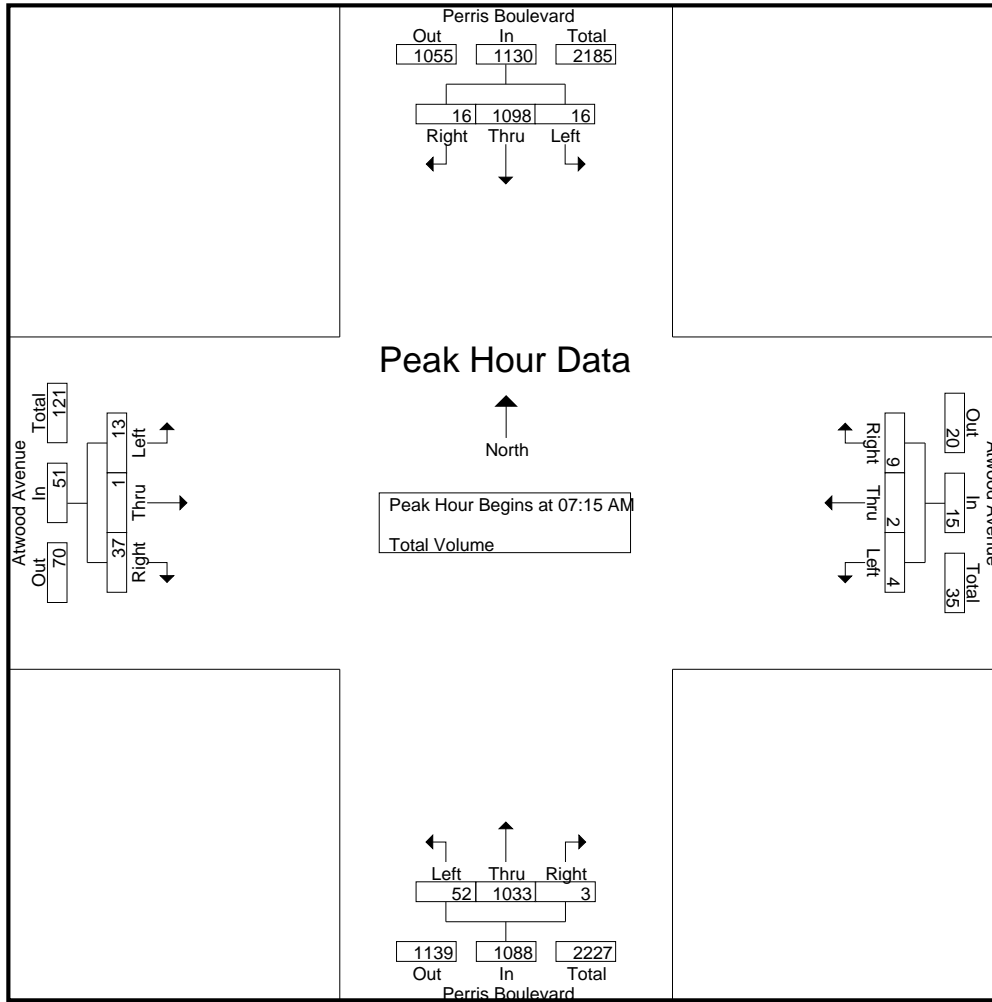 Perris Boulevard
Out In Total
1055 1130 2185
16 1098 16
Right Thru Left
Peak Hour Data
North
Peak Hour Begins at 07:15 AM
Total Volume
Atwood Avenue
Total In Out
121 51 70
13 1 37
Left Thru Right
Atwood Avenue
Out In Total
20 15 35
9 2 4
Right Thru Left
Left Thru Right
52 1033 3
1139 1088 2227
Out In Total
Perris Boulevard